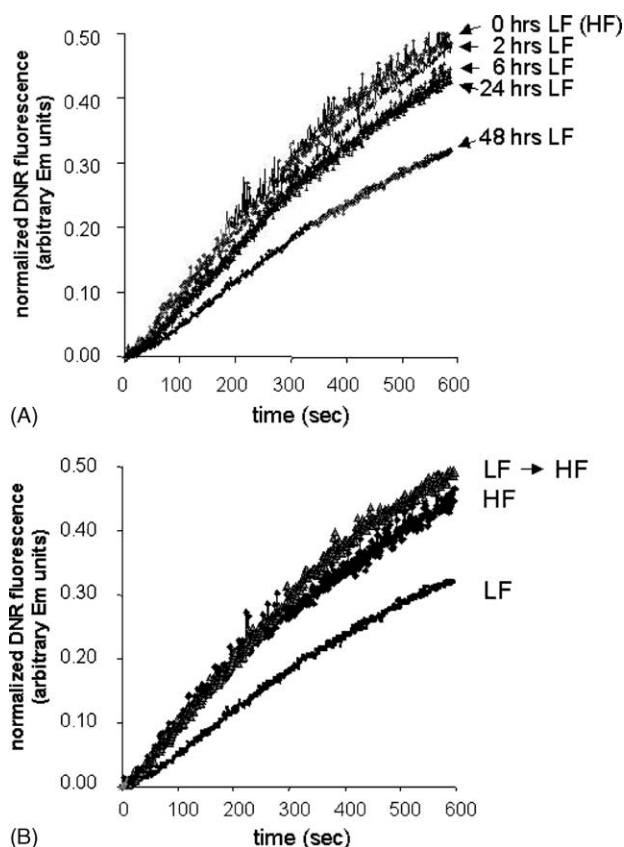 0.50
0.40
0.30
0.20
0.10
0.00
normalized DNR fluorescence
(arbitrary Em units)
0 hrs LF (HF)
2 hrs LF
6 hrs LF
24 hrs LF
48 hrs LF
0 100 200 300 400 500 600
(A)
time (sec)
0.50
0.40
0.30
0.20
0.10
0.00
normalized DNR fluorescence
(arbitrary Em units)
LF → HF
HF
LF
0 100 200 300 400 500 600
(B)
time (sec)